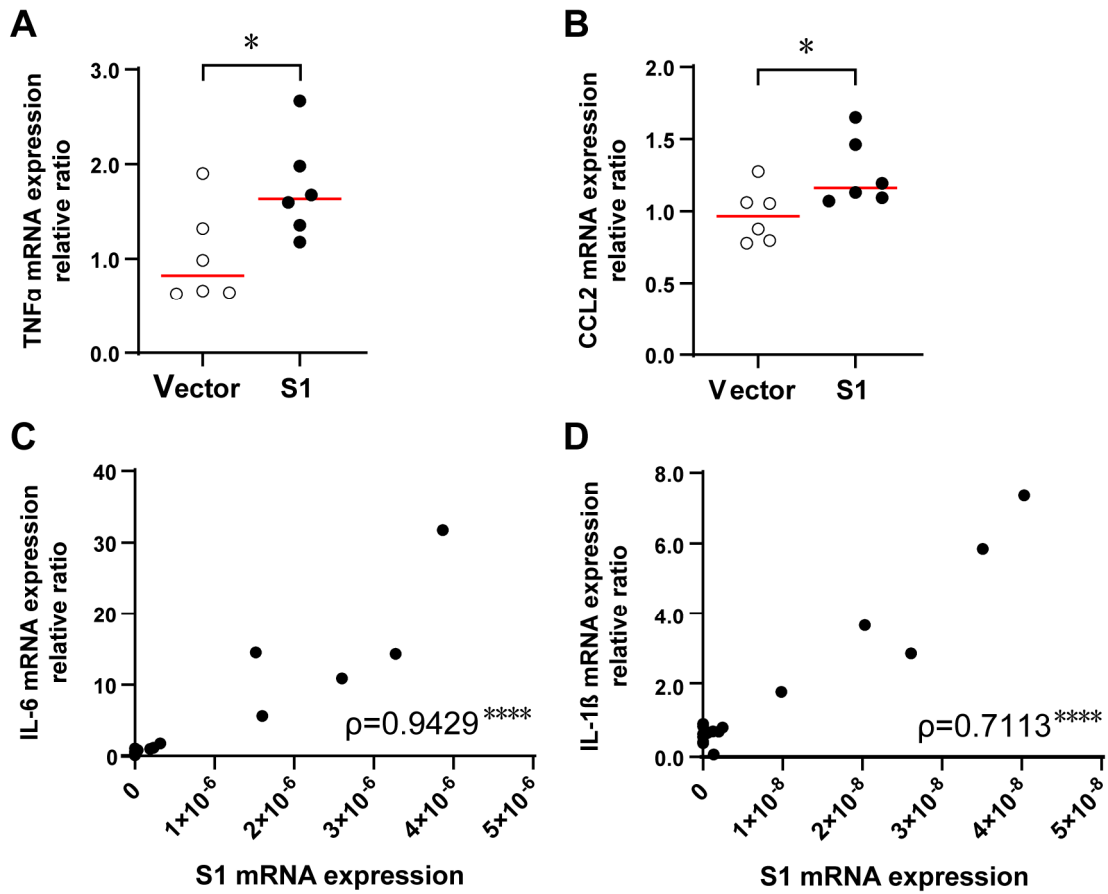 A
*
TNFα mRNA expression
relative ratio
3.0
2.0
1.0
0.0
Vector
S1
B
*
CCL2 mRNA expression
relative ratio
2.0
1.5
1.0
0.5
0.0
Vector
S1
C
IL-6 mRNA expression
relative ratio
40
30
20
10
0
ρ=0.9429****
0
1×10-6
2×10-6
3×10-6
4×10-6
5×10-6
S1 mRNA expression
D
IL-1ß mRNA expression
relative ratio
8.0
6.0
4.0
2.0
0.0
ρ=0.7113****
0
1×10-8
2×10-8
3×10-8
4×10-8
5×10-8
S1 mRNA expression